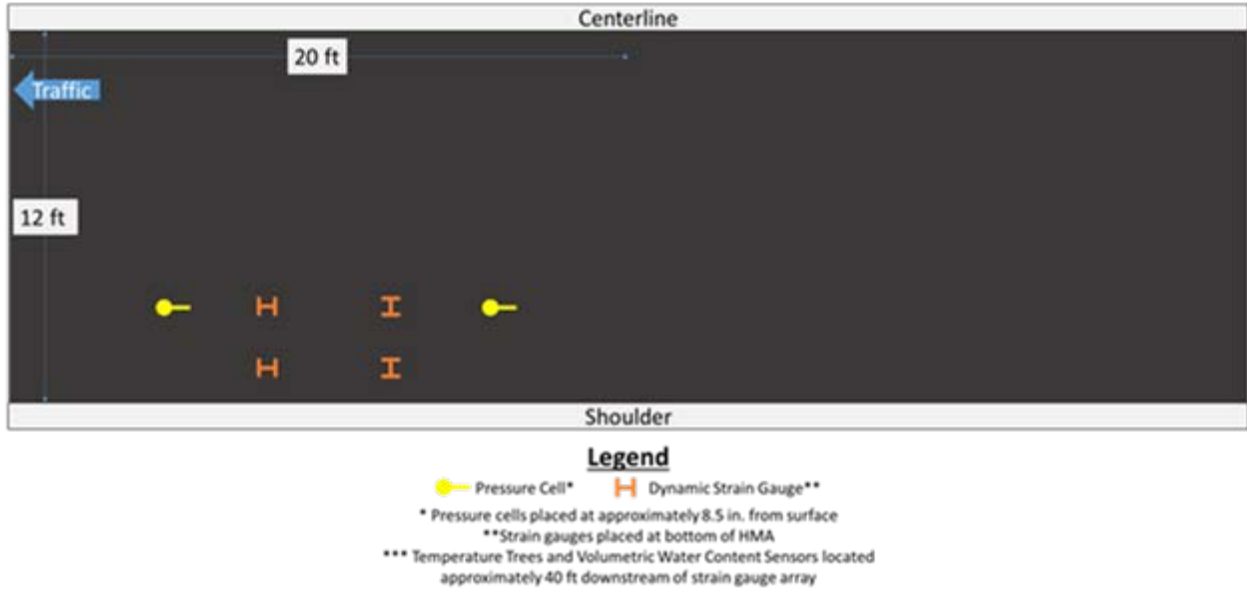 Centerline
20 ft
Traffic
12 ft
Shoulder
Legend
Pressure Cell* Dynamic Strain Gauge**
* Pressure cells placed at approximately 8.5 in. from surface
**Strain gauges placed at bottom of HMA
*** Temperature Trees and Volumetric Water Content Sensors located
approximately 40 ft downstream of strain gauge array